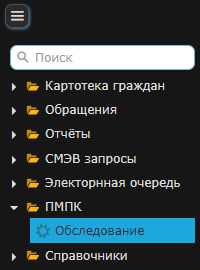 Поиск
Картотека граждан
Обращения
Отчёты
СМЭВ запросы
Электорнная очередь
ПМПК
Обследование
Справочники